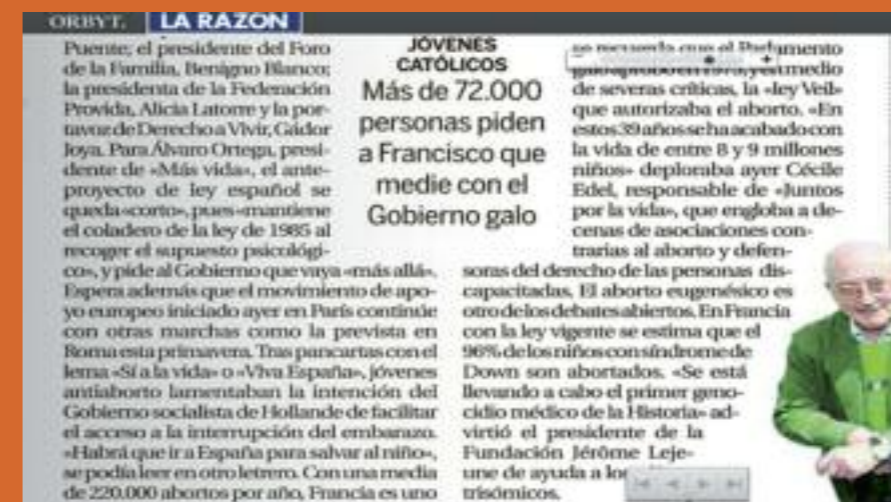 ORBYT. LA RAZON
Puente; el presidente del Foro
de la Familia, Benigno Blanco;
la presidenta de la Federación
Provida, Alicia Latorre y la por-
tavoz de Derecho a Vivir, Gádor
Joya. Para Álvaro Ortega, presi-
dente de «Más vida», el ante-
proyecto de ley español se
queda «corto», pues «mantiene
el coladero de la ley de 1985 al
recoger el supuesto psicológi-
co», y pide al Gobierno que vaya «más allá».
Espera además que el movimiento de apo-
yo europeo iniciado ayer en París continúe
con otras marchas como la prevista en
Roma esta primavera. Tras pancartas con el
lema «Sí a la vida» o «Viva España», jóvenes
antiaborto lamentaban la intención del
Gobierno socialista de Hollande de facilitar
el acceso a la interrupción del embarazo.
«Habrá que ir a España para salvar al niño»,
se podía leer en otro letrero. Con una media
de 220.000 abortos por año, Francia es uno
JÓVENES
CATÓLICOS
Más de 72.000
personas piden
a Francisco que
medie con el
Gobierno galo
se recuerda que el Parlamento
galo aprobó en 1975, y en medio
de severas críticas, la «ley Veil»
que autorizaba el aborto. «En
estos 39 años se ha acabado con
la vida de entre 8 y 9 millones
niños» deploraba ayer Cécile
Edel, responsable de «Juntos
por la vida», que engloba a de-
cenas de asociaciones con-
trarias al aborto y defen-
soras del derecho de las personas dis-
capacitadas. El aborto eugenésico es
otro de los debates abiertos. En Francia
con la ley vigente se estima que el
96% de los niños con síndrome de
Down son abortados. «Se está
llevando a cabo el primer geno-
cidio médico de la Historia» ad-
virtió el presidente de la
Fundación Jérôme Leje-
une de ayuda a los
trisómicos.